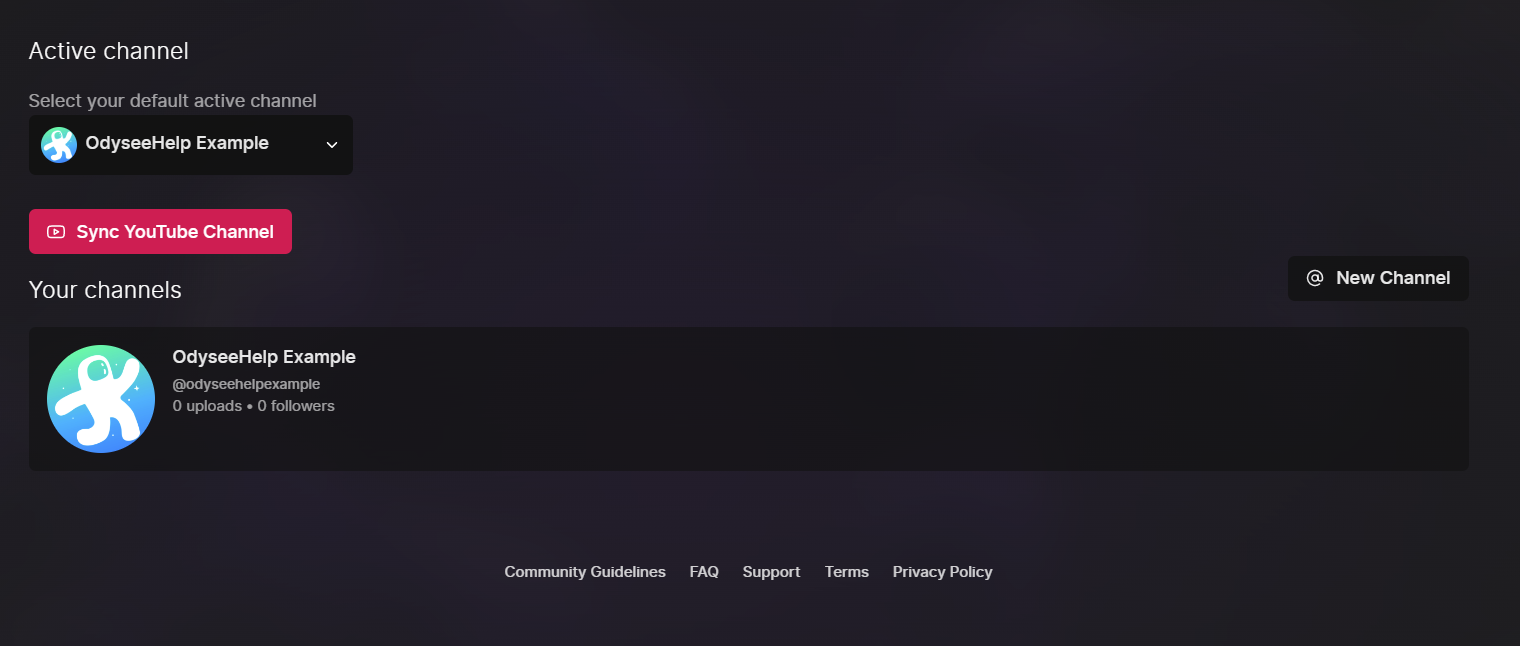 Active channel
Select your default active channel
OdyseeHelp Example
Sync YouTube Channel
Your channels
@ New Channel
OdyseeHelp Example
@odyseehelpexample
0 uploads • 0 followers
Community Guidelines FAQ Support Terms Privacy Policy